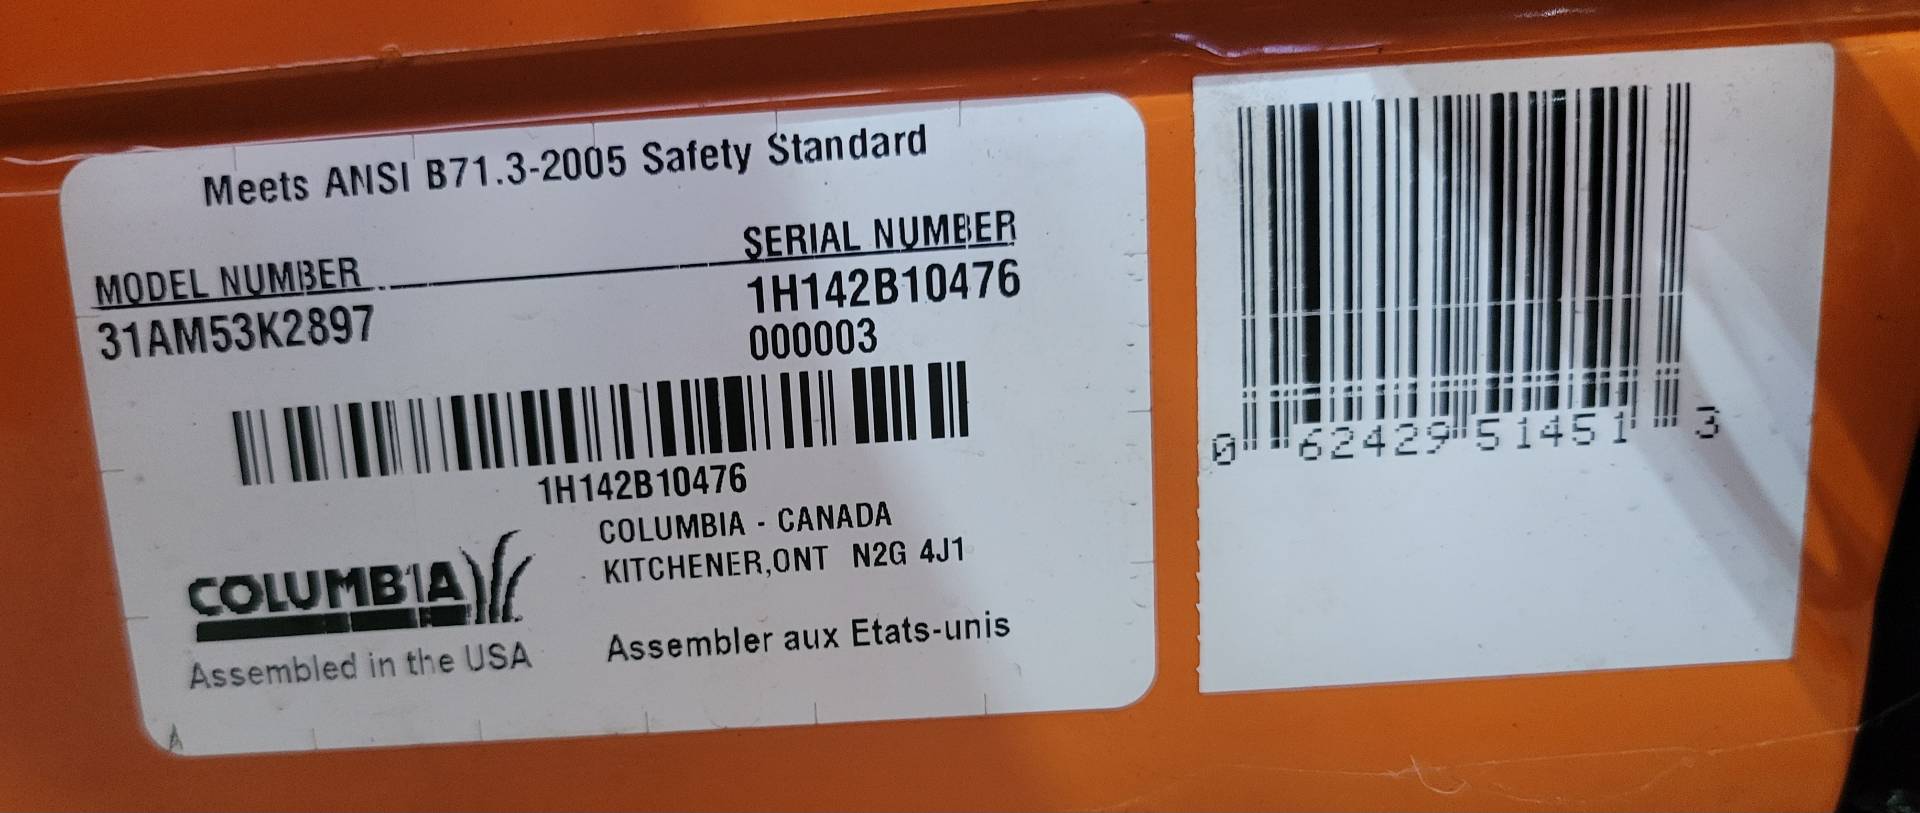 Meets ANSI B71.3-2005 Safety Standard
MODEL NUMBER SERIAL NUMBER
31AM53K2897 1H142B10476
000003
1H142B10476
COLUMBIA - CANADA
KITCHENER,ONT N2G 4J1
COLUMBIA
Assembled in the USA
Assembler aux Etats-unis
A
0 62429 51451 3